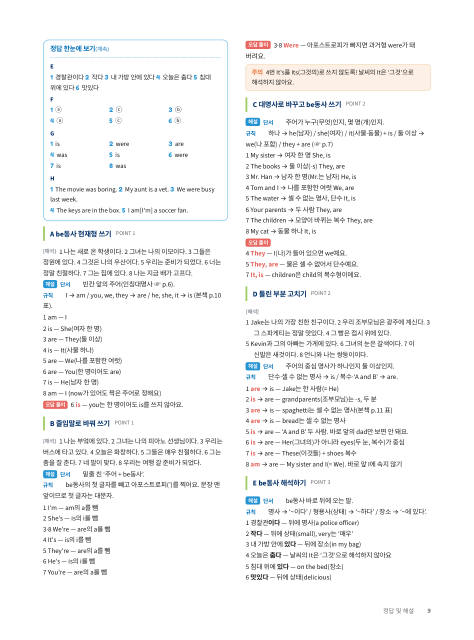 정답 한눈에 보기(계속)
E
1 경찰관이다 2 작다 3 내 가방 안에 있다 4 오늘은 춥다 5 침대
위에 있다 6 맛있다
F
1 ⓐ 2 ⓒ 3 ⓑ
4 ⓐ 5 ⓒ 6 ⓑ
G
1 is 2 were 3 are
4 was 5 is 6 were
7 is 8 was
H
1 The movie was boring. 2 My aunt is a vet. 3 We were busy
last week.
4 The keys are in the box. 5 I am[I'm] a soccer fan.
A be동사 현재형 쓰기 POINT 1
[해석] 1 나는 새로 온 학생이다. 2 그녀는 나의 이모이다. 3 그들은
정원에 있다. 4 그것은 나의 우산이다. 5 우리는 준비가 되었다. 6 너는
정말 친절하다. 7 그는 집에 있다. 8 나는 지금 배가 고프다.
해설 단서 빈칸 앞의 주어(인칭대명사 ☞ p.6).
규칙 I → am / you, we, they → are / he, she, it → is (본책 p.10
표).
1 am — I
2 is — She(여자 한 명)
3 are — They(둘 이상)
4 is — It(사물 하나)
5 are — We(나를 포함한 여럿)
6 are — You(한 명이어도 are)
7 is — He(남자 한 명)
8 am — I (now가 있어도 짝은 주어로 정해요)
오답 풀이 6 is — you는 한 명이어도 is를 쓰지 않아요.
B 줄임말로 바꿔 쓰기 POINT 1
[해석] 1 나는 부엌에 있다. 2 그녀는 나의 피아노 선생님이다. 3 우리는
버스에 타고 있다. 4 오늘은 화창하다. 5 그들은 매우 친절하다. 6 그는
춤을 잘 춘다. 7 네 말이 맞다. 8 우리는 여행 갈 준비가 되었다.
해설 단서 밑줄 친 '주어 + be동사'.
규칙 be동사의 첫 글자를 빼고 아포스트로피(')를 찍어요. 문장 맨
앞이므로 첫 글자는 대문자.
1 I'm — am의 a를 뺌
2 She's — is의 i를 뺌
3·8 We're — are의 a를 뺌
4 It's — is의 i를 뺌
5 They're — are의 a를 뺌
6 He's — is의 i를 뺌
7 You're — are의 a를 뺌
오답 풀이 3·8 Were — 아포스트로피가 빠지면 과거형 were가 돼
버려요.
주의 4번 It's를 Its(그것의)로 쓰지 않도록! 날씨의 It은 '그것'으로
해석하지 않아요.
C 대명사로 바꾸고 be동사 쓰기 POINT 2
해설 단서 주어가 누구(무엇)인지, 몇 명(개)인지.
규칙 하나 → he(남자) / she(여자) / it(사물·동물) + is / 둘 이상 →
we(나 포함) / they + are (☞ p.7)
1 My sister → 여자 한 명 She, is
2 The books → 둘 이상(-s) They, are
3 Mr. Han → 남자 한 명(Mr.는 남자) He, is
4 Tom and I → 나를 포함한 여럿 We, are
5 The water → 셀 수 없는 명사, 단수 It, is
6 Your parents → 두 사람 They, are
7 The children → 모양이 바뀌는 복수 They, are
8 My cat → 동물 하나 It, is
오답 풀이
4 They — I(나)가 들어 있으면 we예요.
5 They, are — 물은 셀 수 없어서 단수예요.
7 It, is — children은 child의 복수형이에요.
D 틀린 부분 고치기 POINT 2
[해석]
1 Jake는 나의 가장 친한 친구이다. 2 우리 조부모님은 광주에 계신다. 3
그 스파게티는 정말 맛있다. 4 그 빵은 접시 위에 있다.
5 Kevin과 그의 아빠는 가게에 있다. 6 그녀의 눈은 갈색이다. 7 이
신발은 새것이다. 8 언니와 나는 쌍둥이이다.
해설 단서 주어의 중심 명사가 하나인지 둘 이상인지.
규칙 단수·셀 수 없는 명사 → is / 복수·'A and B' → are.
1 are → is — Jake는 한 사람(= He)
2 is → are — grandparents(조부모님)는 -s, 두 분
3 are → is — spaghetti는 셀 수 없는 명사(본책 p.11 표)
4 are → is — bread는 셀 수 없는 명사
5 is → are — 'A and B' 두 사람. 바로 앞의 dad만 보면 안 돼요.
6 is → are — Her(그녀의)가 아니라 eyes(두 눈, 복수)가 중심
7 is → are — These(이것들) + shoes 복수
8 am → are — My sister and I(= We). 바로 앞 I에 속지 않기
E be동사 해석하기 POINT 3
해설 단서 be동사 바로 뒤에 오는 말.
규칙 명사 → '~이다' / 형용사(상태) → '~하다' / 장소 → '~에 있다'.
1 경찰관이다 — 뒤에 명사(a police officer)
2 작다 — 뒤에 상태(small), very는 '매우'
3 내 가방 안에 있다 — 뒤에 장소(in my bag)
4 오늘은 춥다 — 날씨의 It은 '그것'으로 해석하지 않아요
5 침대 위에 있다 — on the bed(장소)
6 맛있다 — 뒤에 상태(delicious)
정답 및 해설 3